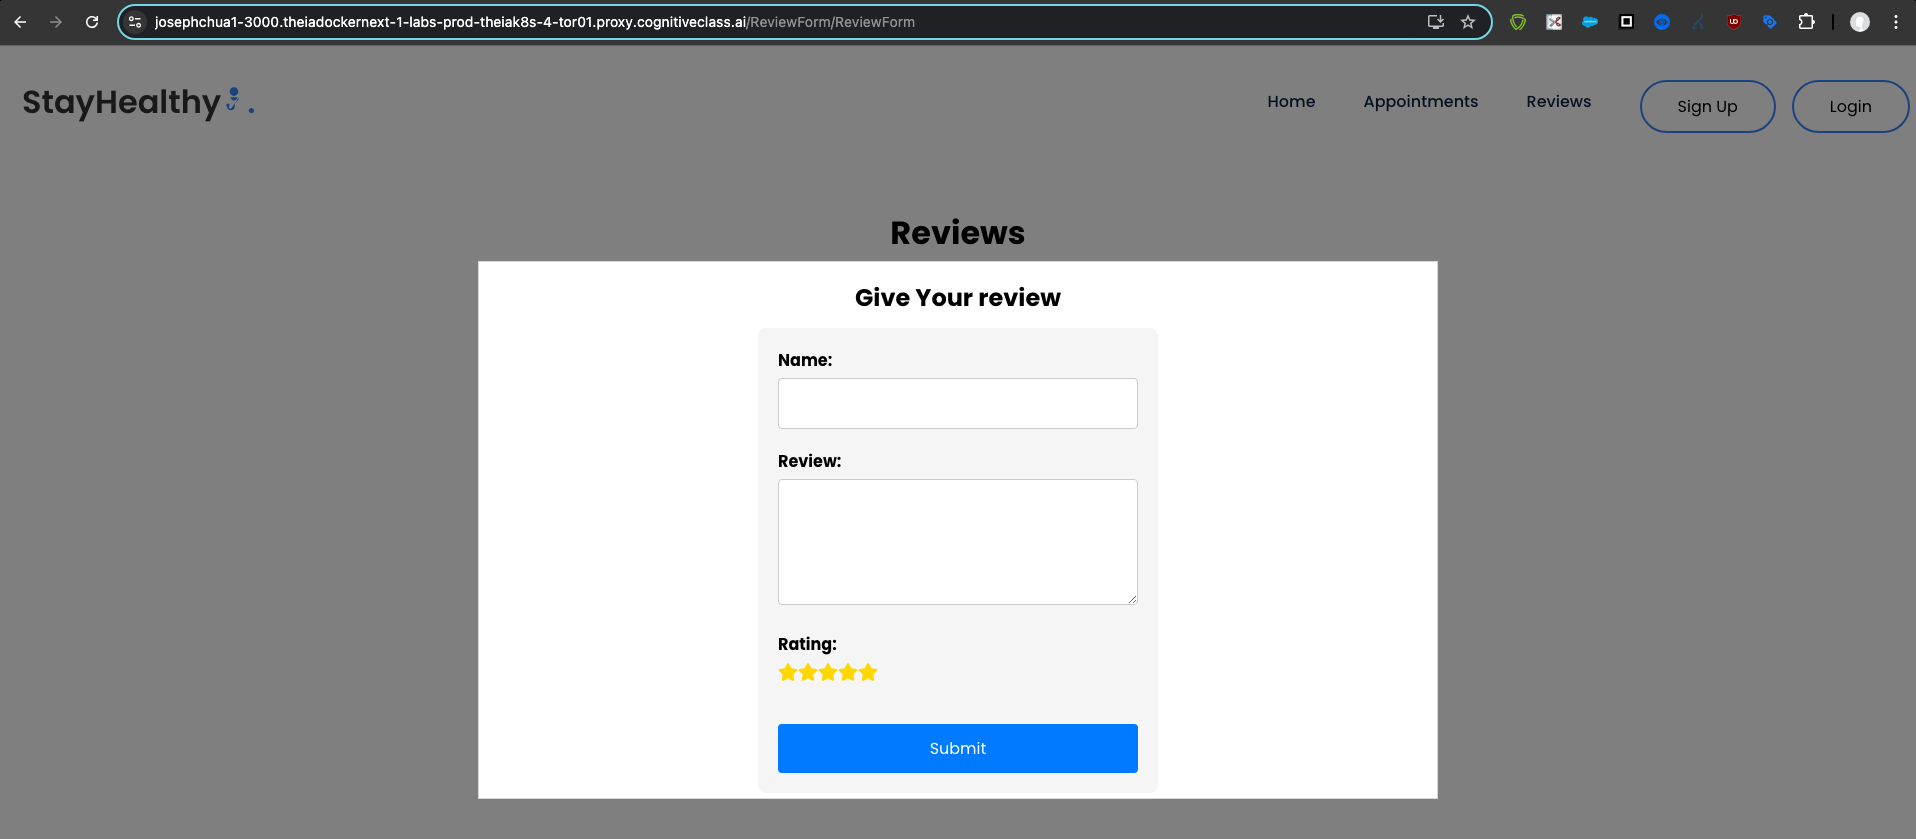 josephchua1-3000.theiadockernext-1-labs-prod-theiak8s-4-tor01.proxy.cognitiveclass.ai/ReviewForm/ReviewForm
StayHealthy
Home
Appointments
Reviews
Sign Up
Login
Reviews
Give Your review
Name:
Review:
Rating:
Submit